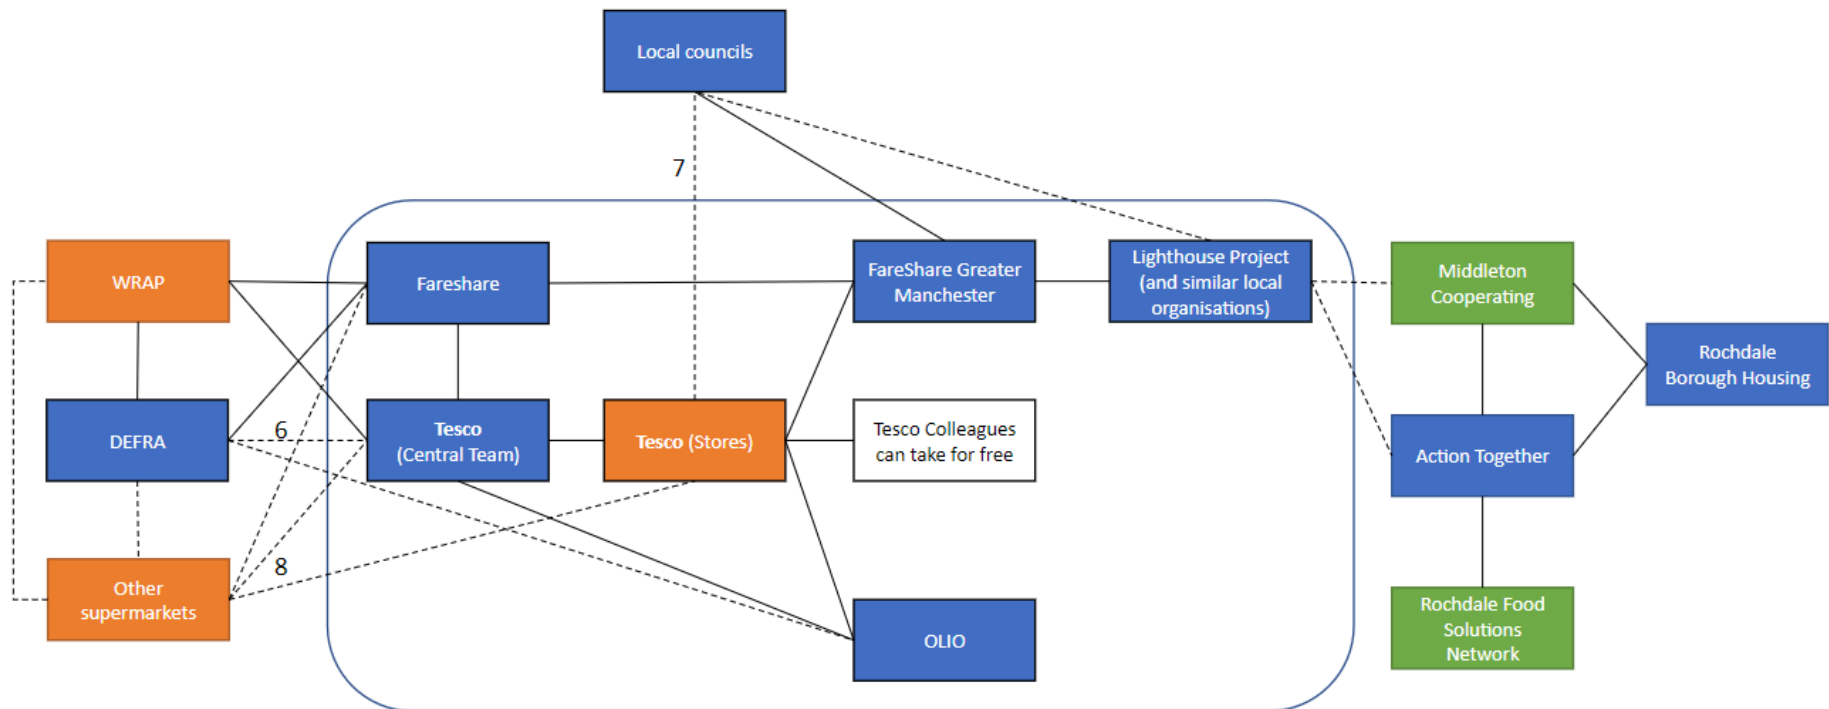 Local councils
7
WRAP
Fareshare
FareShare Greater
Manchester
Lighthouse Project
(and similar local
organisations)
Middleton
Cooperating
Rochdale
Borough Housing
DEFRA
6
Tesco
(Central Team)
Tesco (Stores)
Tesco Colleagues
can take for free
Action Together
8
Other
supermarkets
OLIO
Rochdale Food
Solutions
Network